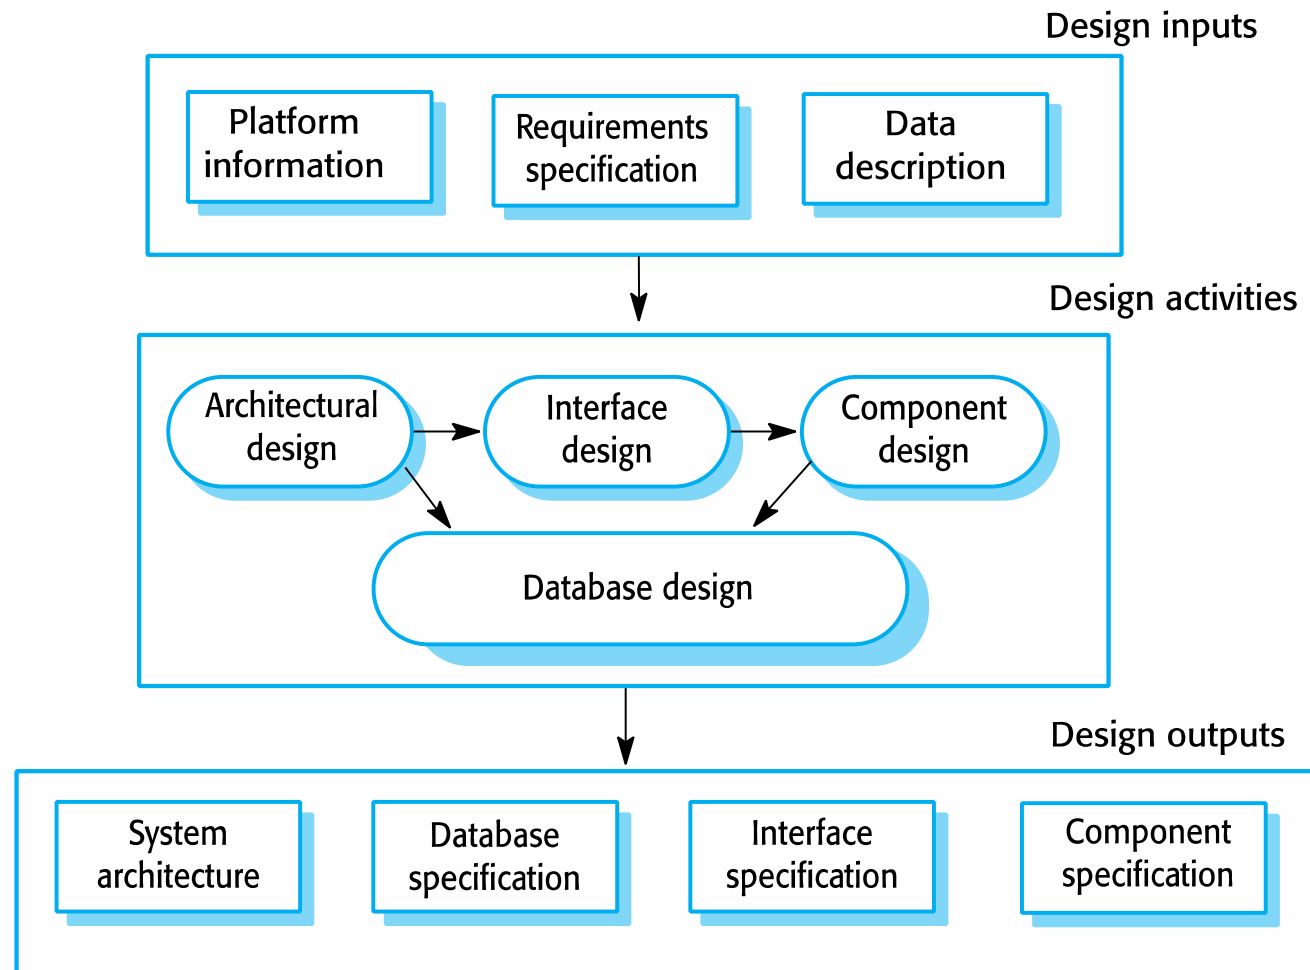 Design inputs
Platform
information
Requirements
specification
Data
description
Design activities
Architectural
design
Interface
design
Component
design
Database design
Design outputs
System
architecture
Database
specification
Interface
specification
Component
specification